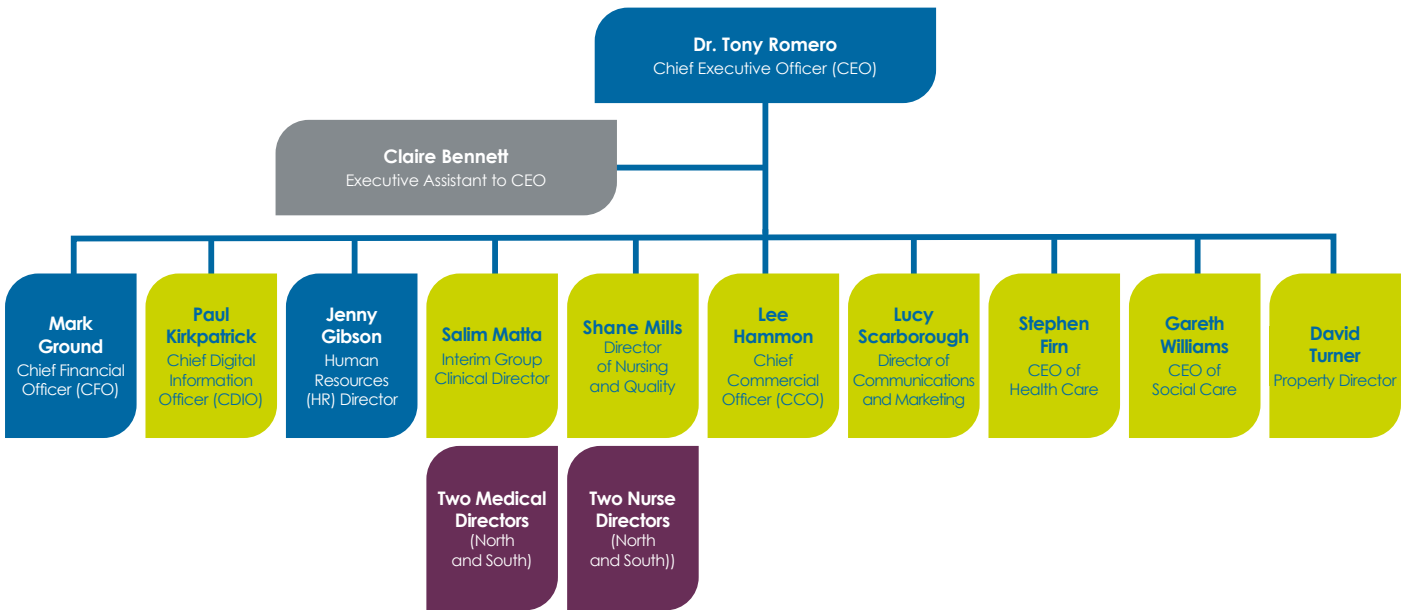 Dr. Tony Romero
Chief Executive Officer (CEO)
Claire Bennett
Executive Assistant to CEO
Mark
Ground
Chief Financial
Officer (CFO)
Paul
Kirkpatrick
Chief Digital
Information
Officer (CDIO)
Jenny
Gibson
Human
Resources
(HR) Director
Salim Matta
Interim Group
Clinical Director
Shane Mills
Director
of Nursing
and Quality
Lee
Hammon
Chief
Commercial
Officer (CCO)
Lucy
Scarborough
Director of
Communications
and Marketing
Stephen
Firn
CEO of
Health Care
Gareth
Williams
CEO of
Social Care
David
Turner
Property Director
Two Medical
Directors
(North
and South)
Two Nurse
Directors
(North
and South))